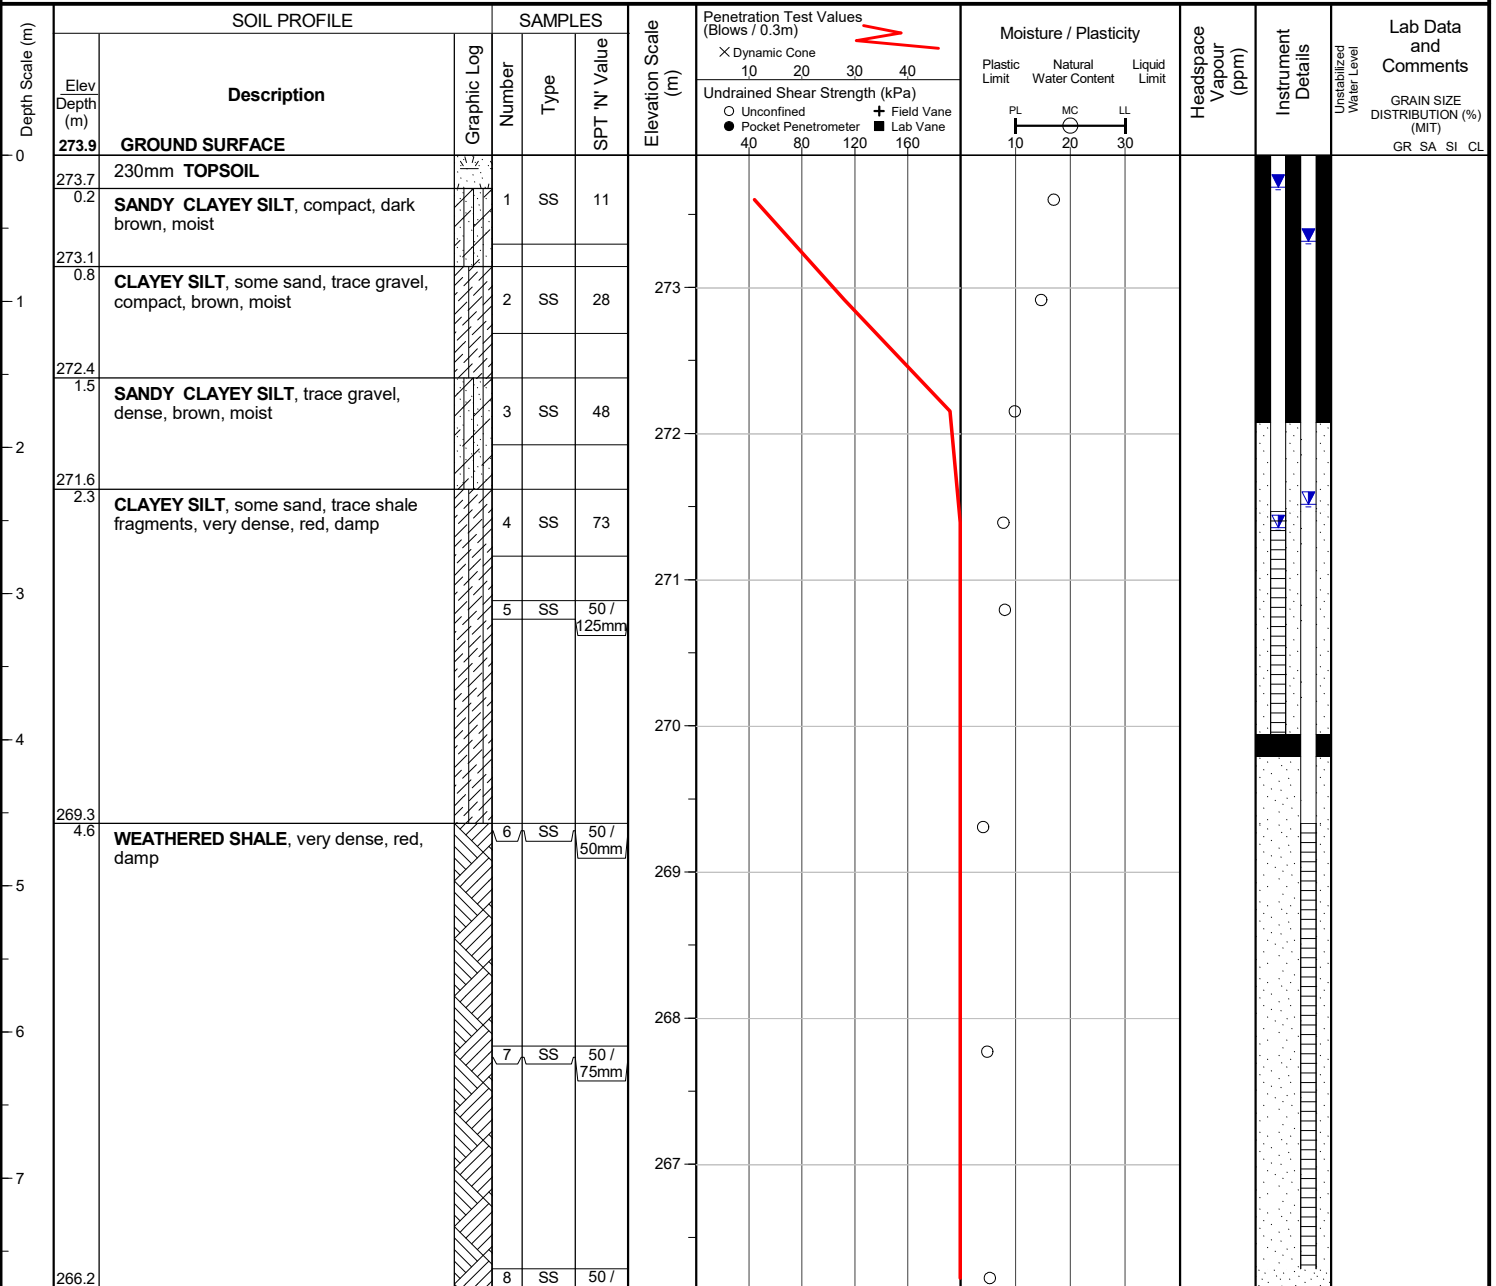 SOIL PROFILE
SAMPLES
Depth Scale (m)
Elev
Depth
(m)
Description
Graphic Log
Number
Type
SPT 'N' Value
Elevation Scale
(m)
Penetration Test Values
(Blows / 0.3m)
× Dynamic Cone
10 20 30 40
Undrained Shear Strength (kPa)
Unconfined
Field Vane
Pocket Penetrometer
Lab Vane
40 80 120 160
Moisture / Plasticity
Plastic
Limit
Natural
Water Content
Liquid
Limit
PL MC LL
10 20 30
Headspace
Vapour
(ppm)
Instrument
Details
Unstabilized
Water Level
Lab Data
and
Comments
GRAIN SIZE
DISTRIBUTION (%)
(MIT)
GR SA SI CL
273.9 GROUND SURFACE
0
230mm TOPSOIL
273.7
0.2
SANDY CLAYEY SILT, compact, dark
brown, moist
1 SS 11
273.1
0.8
CLAYEY SILT, some sand, trace gravel,
compact, brown, moist
2 SS 28
273
1
272.4
1.5
SANDY CLAYEY SILT, trace gravel,
dense, brown, moist
3 SS 48
272
2
271.6
2.3
CLAYEY SILT, some sand, trace shale
fragments, very dense, red, damp
4 SS 73
271
3
5 SS 50 /
125mm
270
4
269.3
4.6
WEATHERED SHALE, very dense, red,
damp
6 SS 50 /
50mm
269
5
268
6
7 SS 50 /
75mm
267
7
266.2
8 SS 50 /